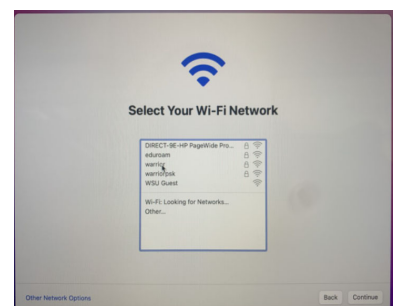 Select Your Wi-Fi Network
DIRECT-9E-HP PageWide Pro...
eduroam
warrior
warriorpsk
WSU Guest
Wi-Fi: Looking for Networks...
Other...
Other Network Options
Back
Continue